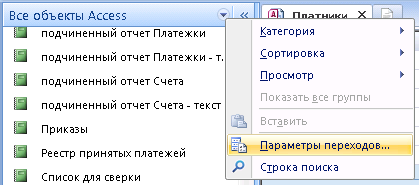 Все объекты Access
подчиненный отчет Платежки
подчиненный отчет Платежки - т...
подчиненный отчет Счета
подчиненный отчет Счета - текст
Приказы
Реестр принятых платежей
Список для сверки
Платники
Категория
Сортировка
Просмотр
Показать все группы
Вставить
Параметры переходов...
Строка поиска